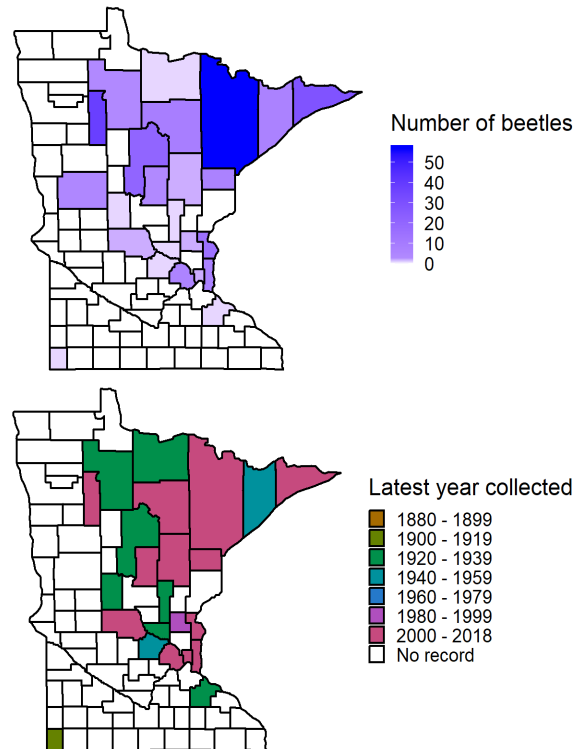 Number of beetles
50
40
30
20
10
0
Latest year collected
1880 - 1899
1900 - 1919
1920 - 1939
1940 - 1959
1960 - 1979
1980 - 1999
2000 - 2018
No record